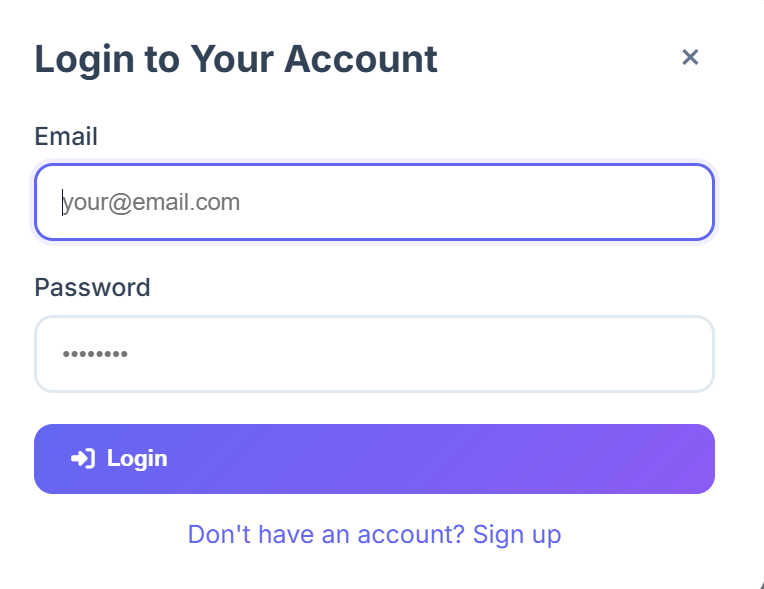 Login to Your Account ×
Email
your@email.com
Password
••••••••
Login
Don't have an account? Sign up